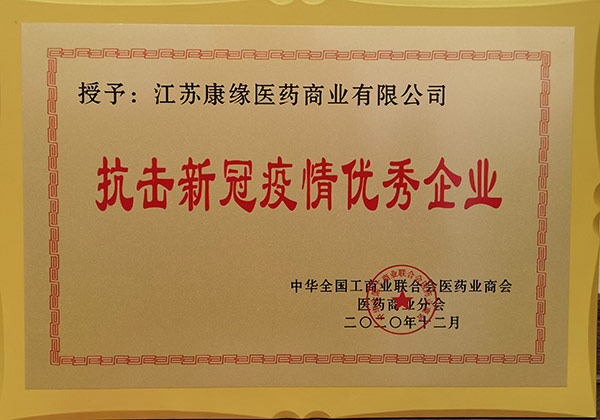 授予：江苏康缘医药商业有限公司
抗击新冠疫情优秀企业
中华全国工商业联合会医药业商会
医药商业分会
二〇二〇年十二月